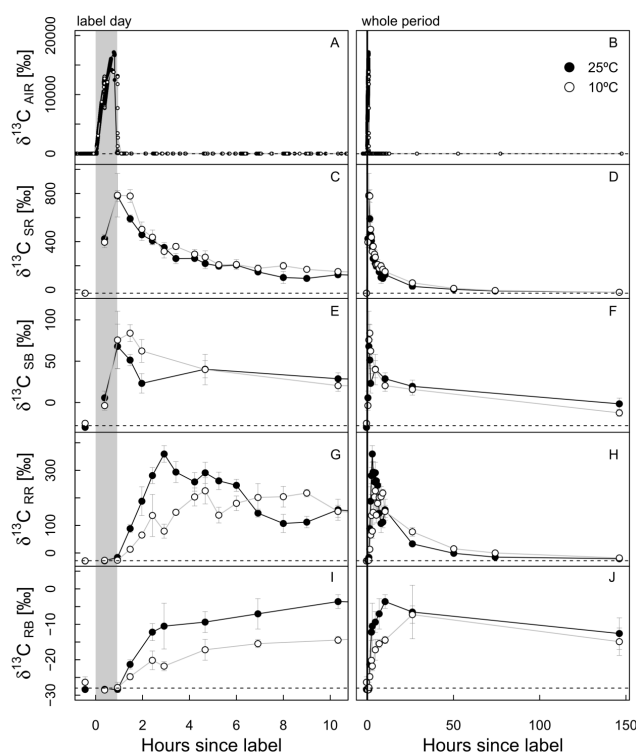 label day
whole period
A
B
25ºC
10ºC
δ¹³C AIR [‰]
0
10000
20000
C
D
δ¹³C SR [‰]
0
400
800
E
F
δ¹³C SB [‰]
0
50
100
G
H
δ¹³C RR [‰]
0
100
300
I
J
δ¹³C RB [‰]
−30
−20
−10
0
0 2 4 6 8 10
0 50 100 150
Hours since label
Hours since label